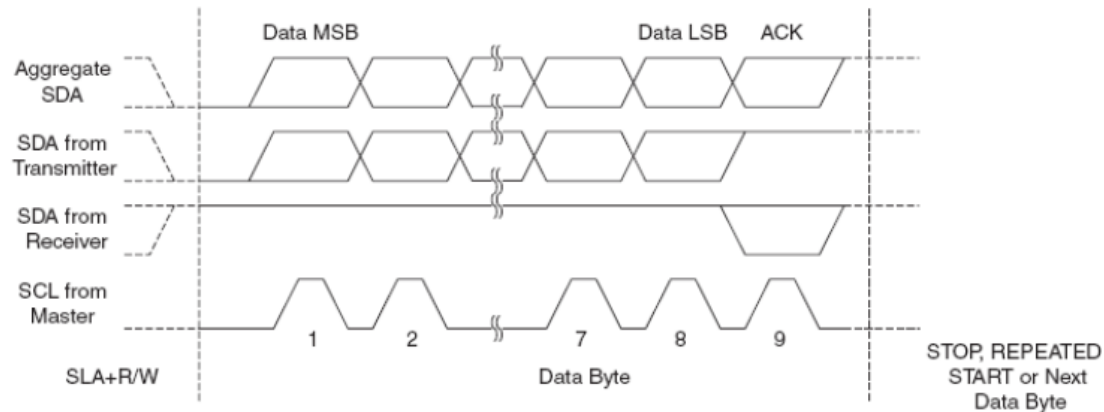 Data MSB Data LSB ACK
Aggregate
SDA
SDA from
Transmitter
SDA from
Receiver
SCL from
Master
1 2 7 8 9
SLA+R/W Data Byte
STOP, REPEATED
START or Next
Data Byte